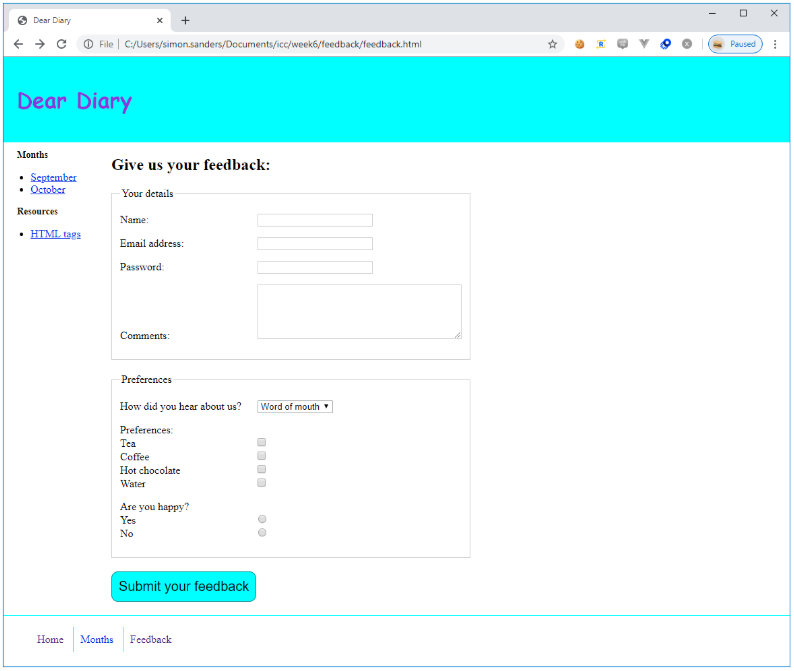 Dear Diary
Paused
File | C:/Users/simon.sanders/Documents/icc/week6/feedback/feedback.html
Dear Diary
Months
September
October
Resources
HTML tags
Give us your feedback:
Your details
Name:
Email address:
Password:
Comments:
Preferences
How did you hear about us? Word of mouth
Preferences:
Tea
Coffee
Hot chocolate
Water
Are you happy?
Yes
No
Submit your feedback
Home Months Feedback